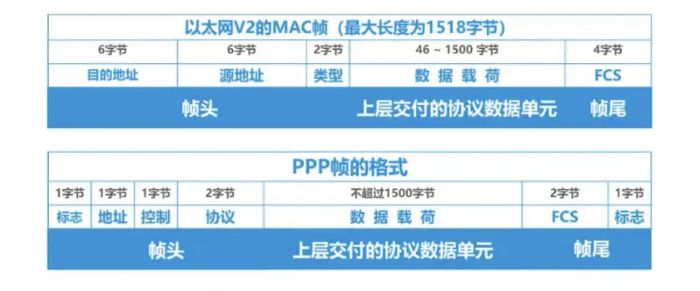 以太网V2的MAC帧（最大长度为1518字节）
6字节 6字节 2字节 46 ~ 1500 字节 4字节
目的地址 源地址 类型 数 据 载 荷 FCS
帧头 上层交付的协议数据单元 帧尾
PPP帧的格式
1字节 1字节 1字节 2字节 不超过1500字节 2字节 1字节
标志 地址 控制 协议 数 据 载 荷 FCS 标志
帧头 上层交付的协议数据单元 帧尾